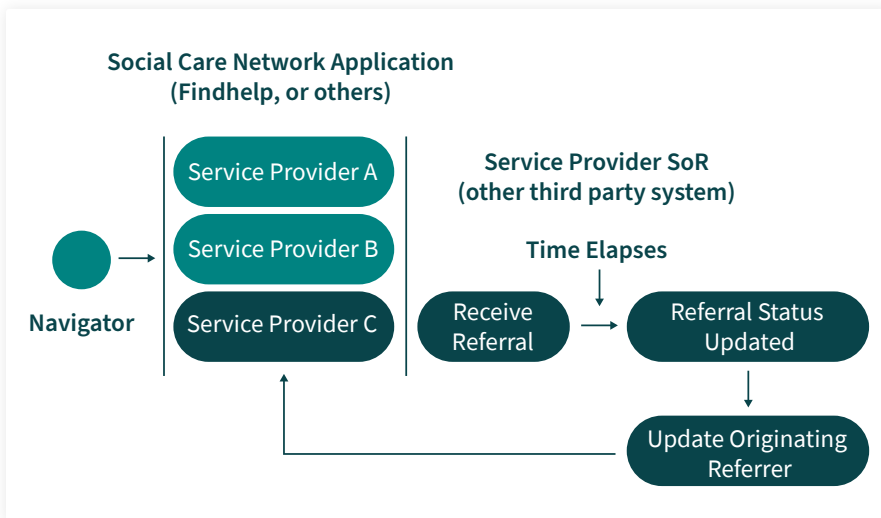 Social Care Network Application
(Findhelp, or others)
Service Provider A
Service Provider B
Service Provider C
Navigator
Service Provider SoR
(other third party system)
Time Elapses
Receive
Referral
Referral Status
Updated
Update Originating
Referrer